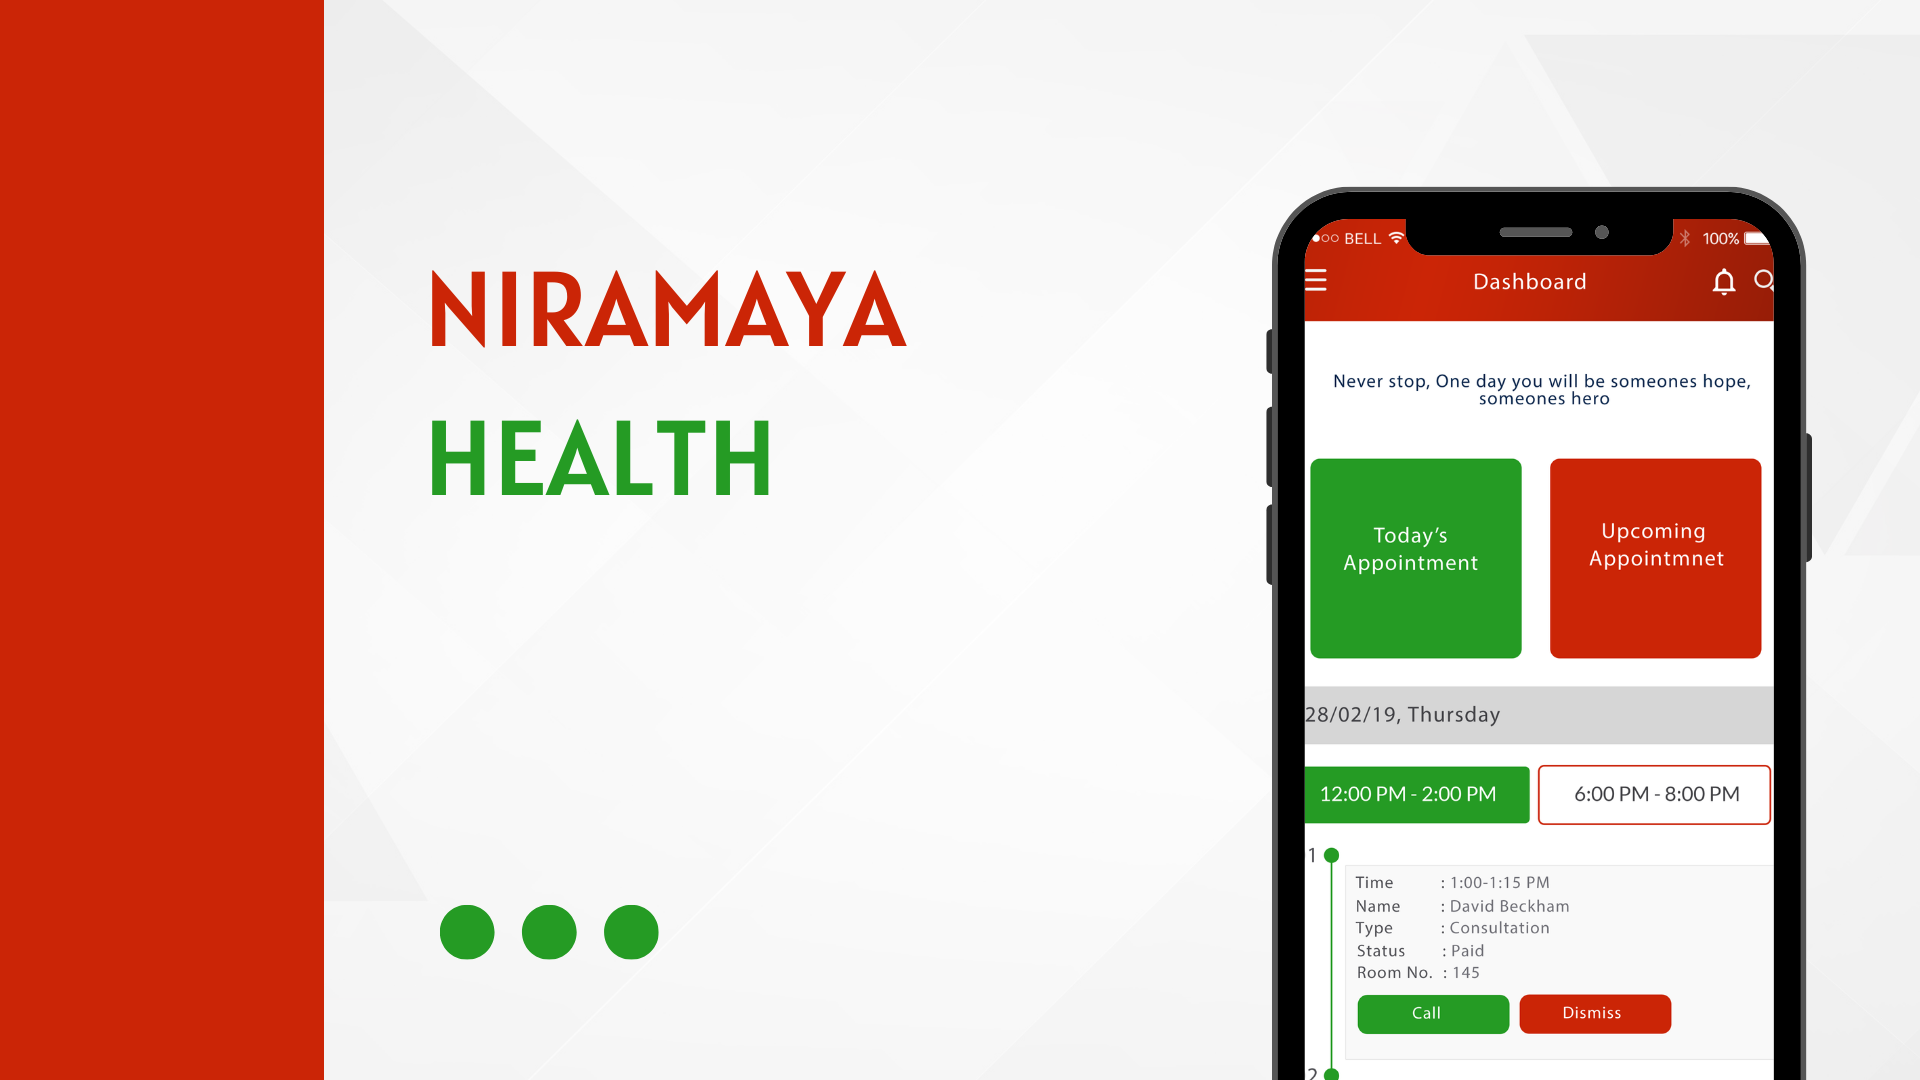 NIRAMAYA
HEALTH
BELL
100%
Dashboard
Never stop, One day you will be someones hope,
someones hero
Today’s
Appointment
Upcoming
Appointmnet
28/02/19, Thursday
12:00 PM - 2:00 PM
6:00 PM - 8:00 PM
1
Time : 1:00-1:15 PM
Name : David Beckham
Type : Consultation
Status : Paid
Room No. : 145
Call
Dismiss
2